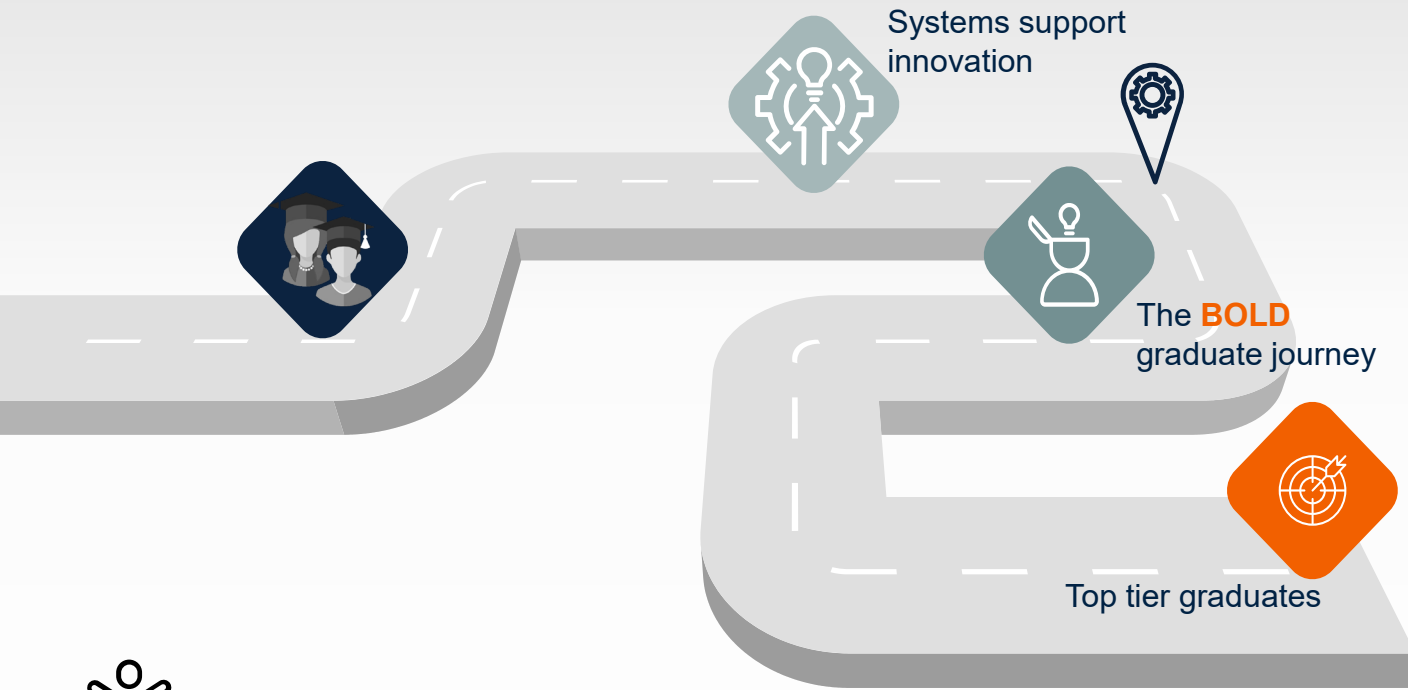 Systems support
innovation
The BOLD
graduate journey
Top tier graduates